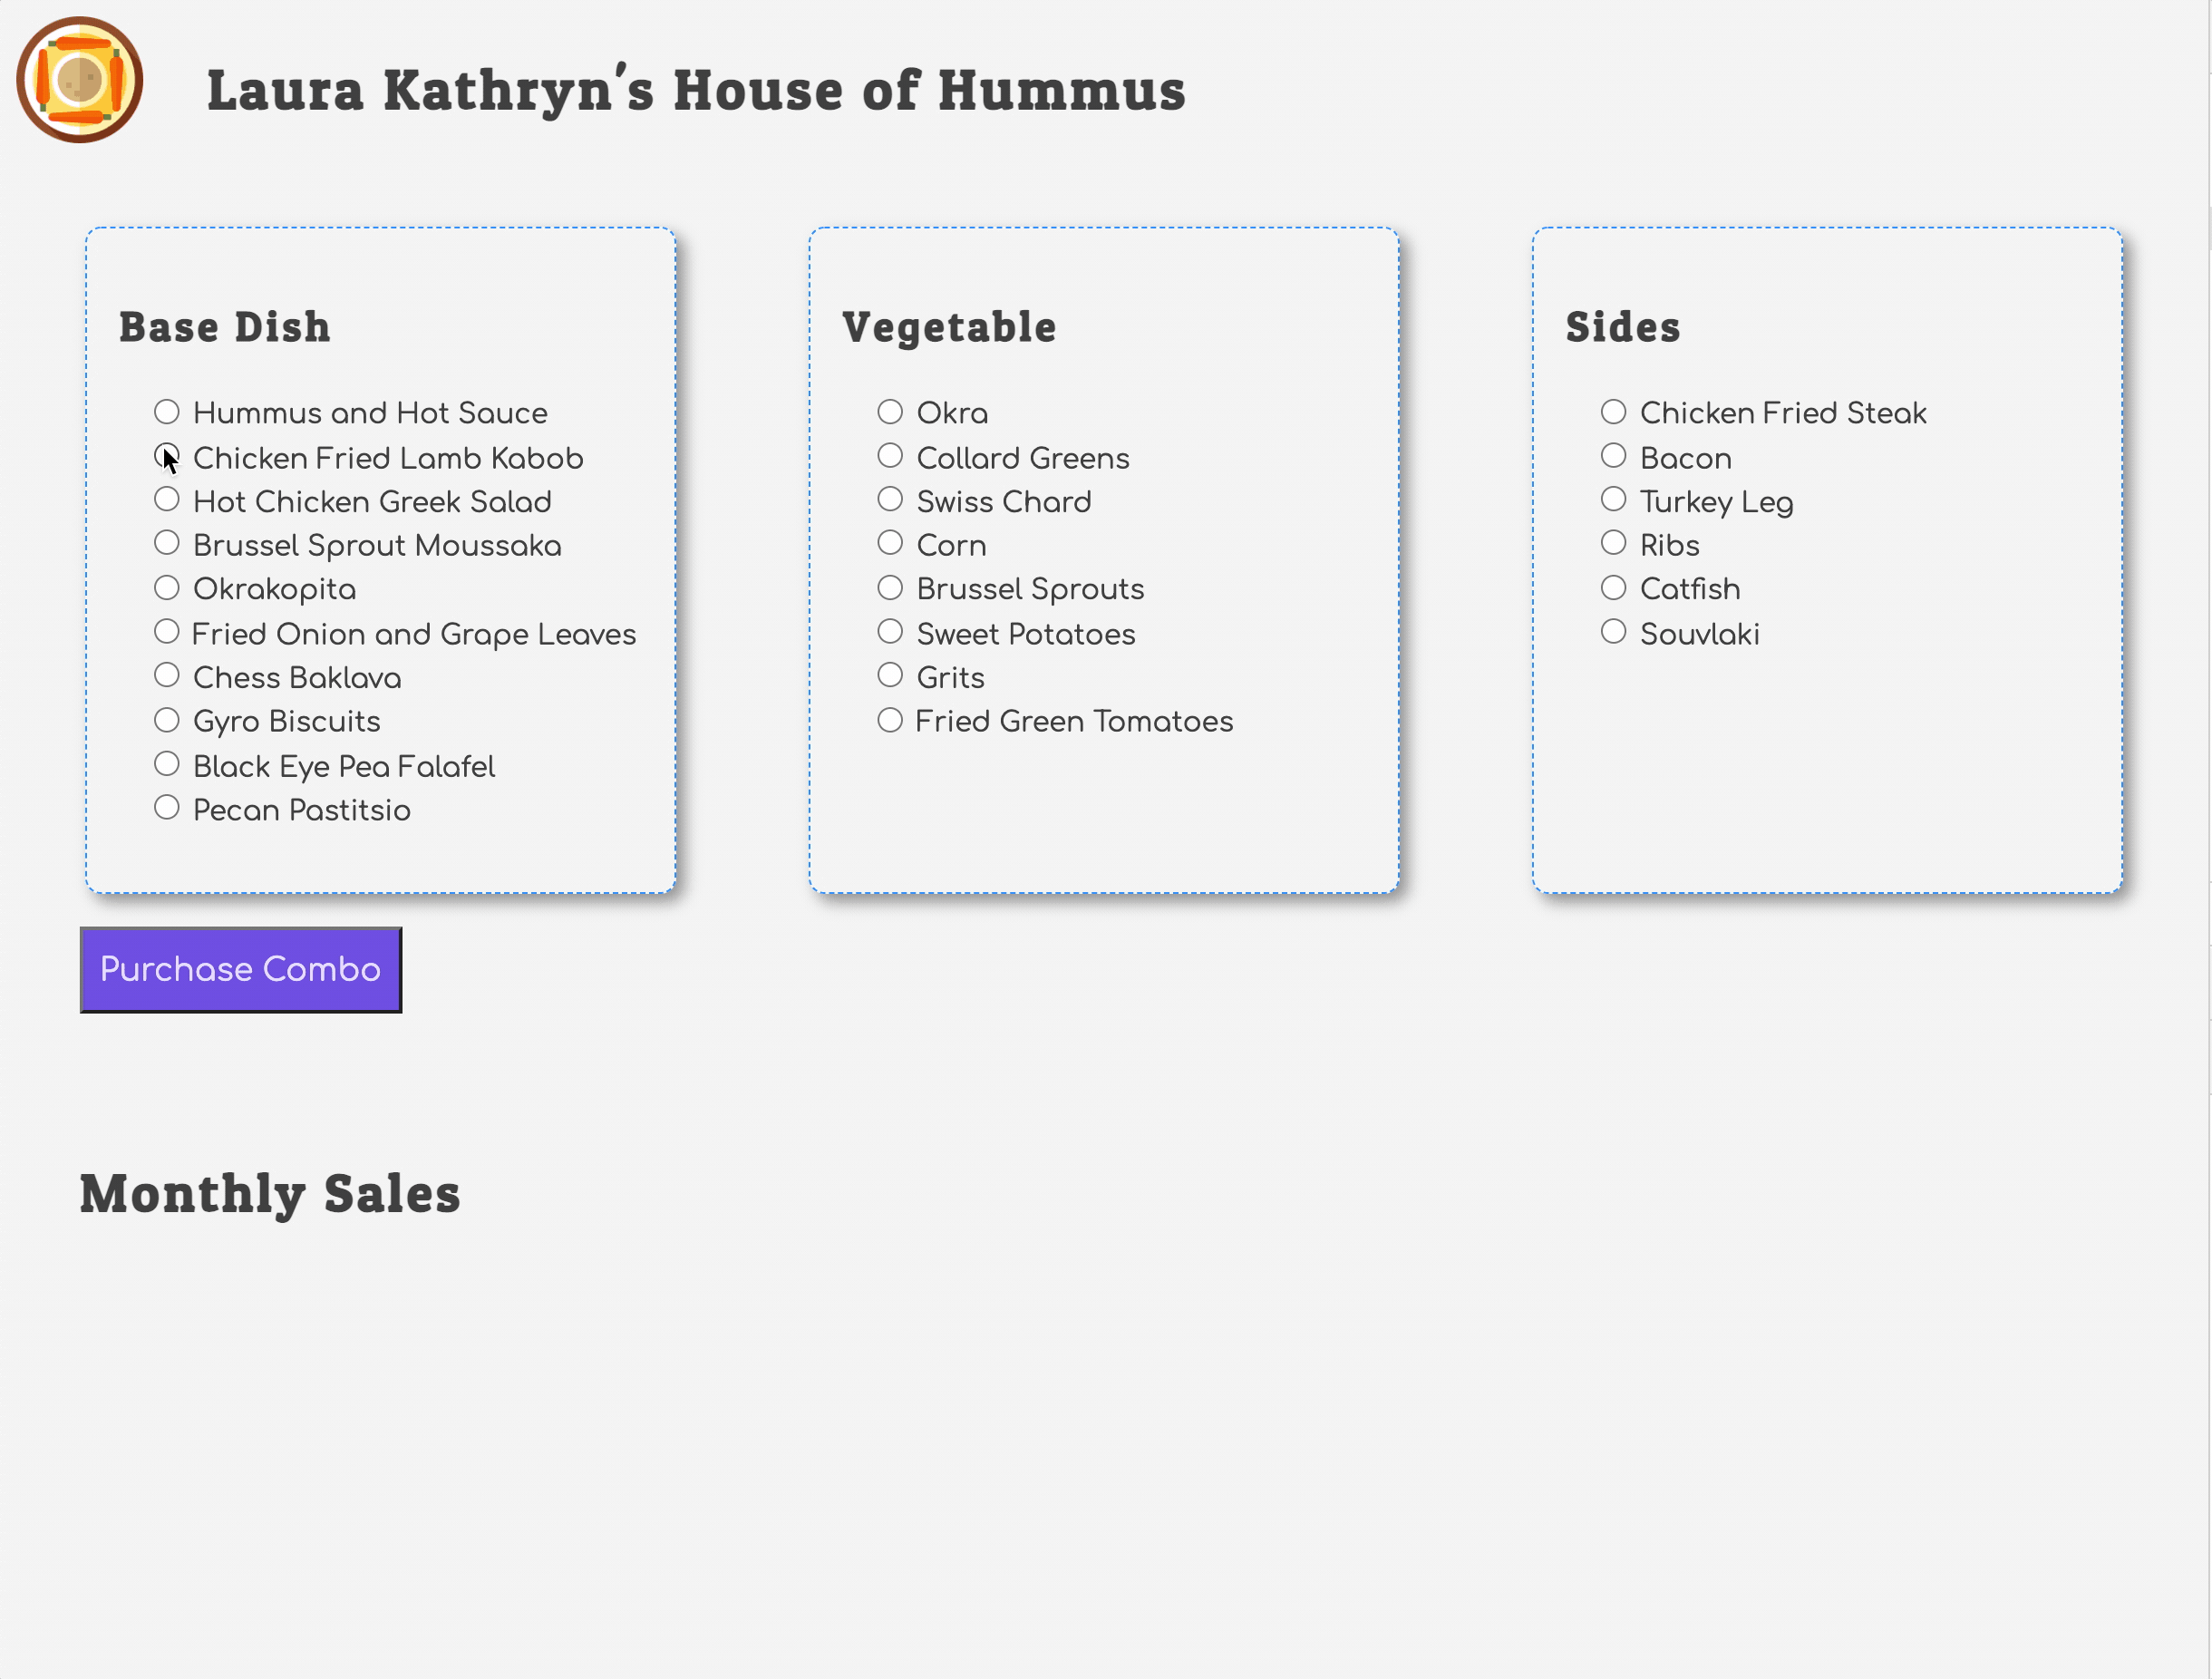 Laura Kathryn's House of Hummus
Base Dish
Hummus and Hot Sauce
Chicken Fried Lamb Kabob
Hot Chicken Greek Salad
Brussel Sprout Moussaka
Okrakopita
Fried Onion and Grape Leaves
Chess Baklava
Gyro Biscuits
Black Eye Pea Falafel
Pecan Pastitsio
Vegetable
Okra
Collard Greens
Swiss Chard
Corn
Brussel Sprouts
Sweet Potatoes
Grits
Fried Green Tomatoes
Sides
Chicken Fried Steak
Bacon
Turkey Leg
Ribs
Catfish
Souvlaki
Purchase Combo
Monthly Sales